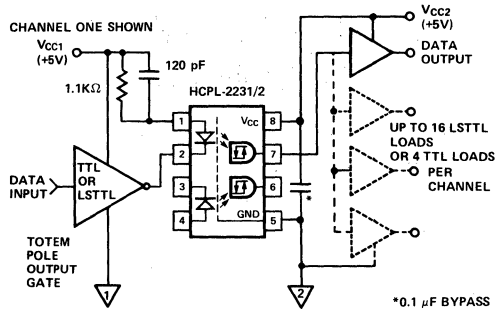 CHANNEL ONE SHOWN
VCC1
(+5V)
120 pF
1.1KΩ
HCPL-2231/2
VCC2
(+5V)
DATA
OUTPUT
1
VCC
8
2
7
3
6
4
GND
5
*
TTL
OR
LSTTL
DATA
INPUT
UP TO 16 LSTTL
LOADS
OR 4 TTL LOADS
PER
CHANNEL
TOTEM
POLE
OUTPUT
GATE
1
2
*0.1 μF BYPASS